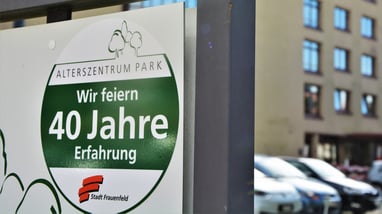 ALTERSZENTRUM PARK
Wir feiern
40 Jahre
Erfahrung
Stadt Frauenfeld